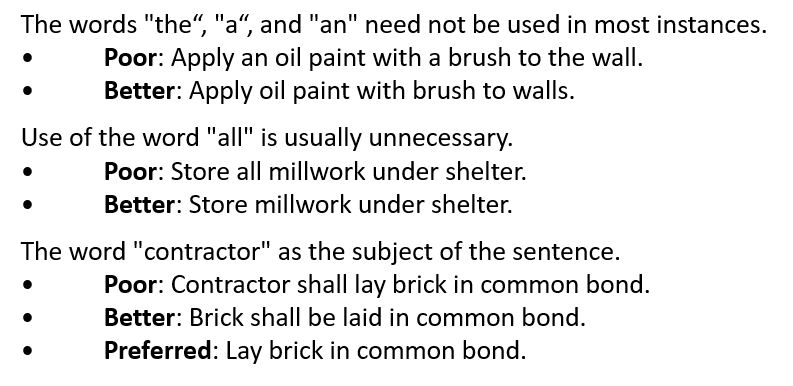 The words "the“, "a“, and "an" need not be used in most instances.
• Poor: Apply an oil paint with a brush to the wall.
• Better: Apply oil paint with brush to walls.
Use of the word "all" is usually unnecessary.
• Poor: Store all millwork under shelter.
• Better: Store millwork under shelter.
The word "contractor" as the subject of the sentence.
• Poor: Contractor shall lay brick in common bond.
• Better: Brick shall be laid in common bond.
• Preferred: Lay brick in common bond.